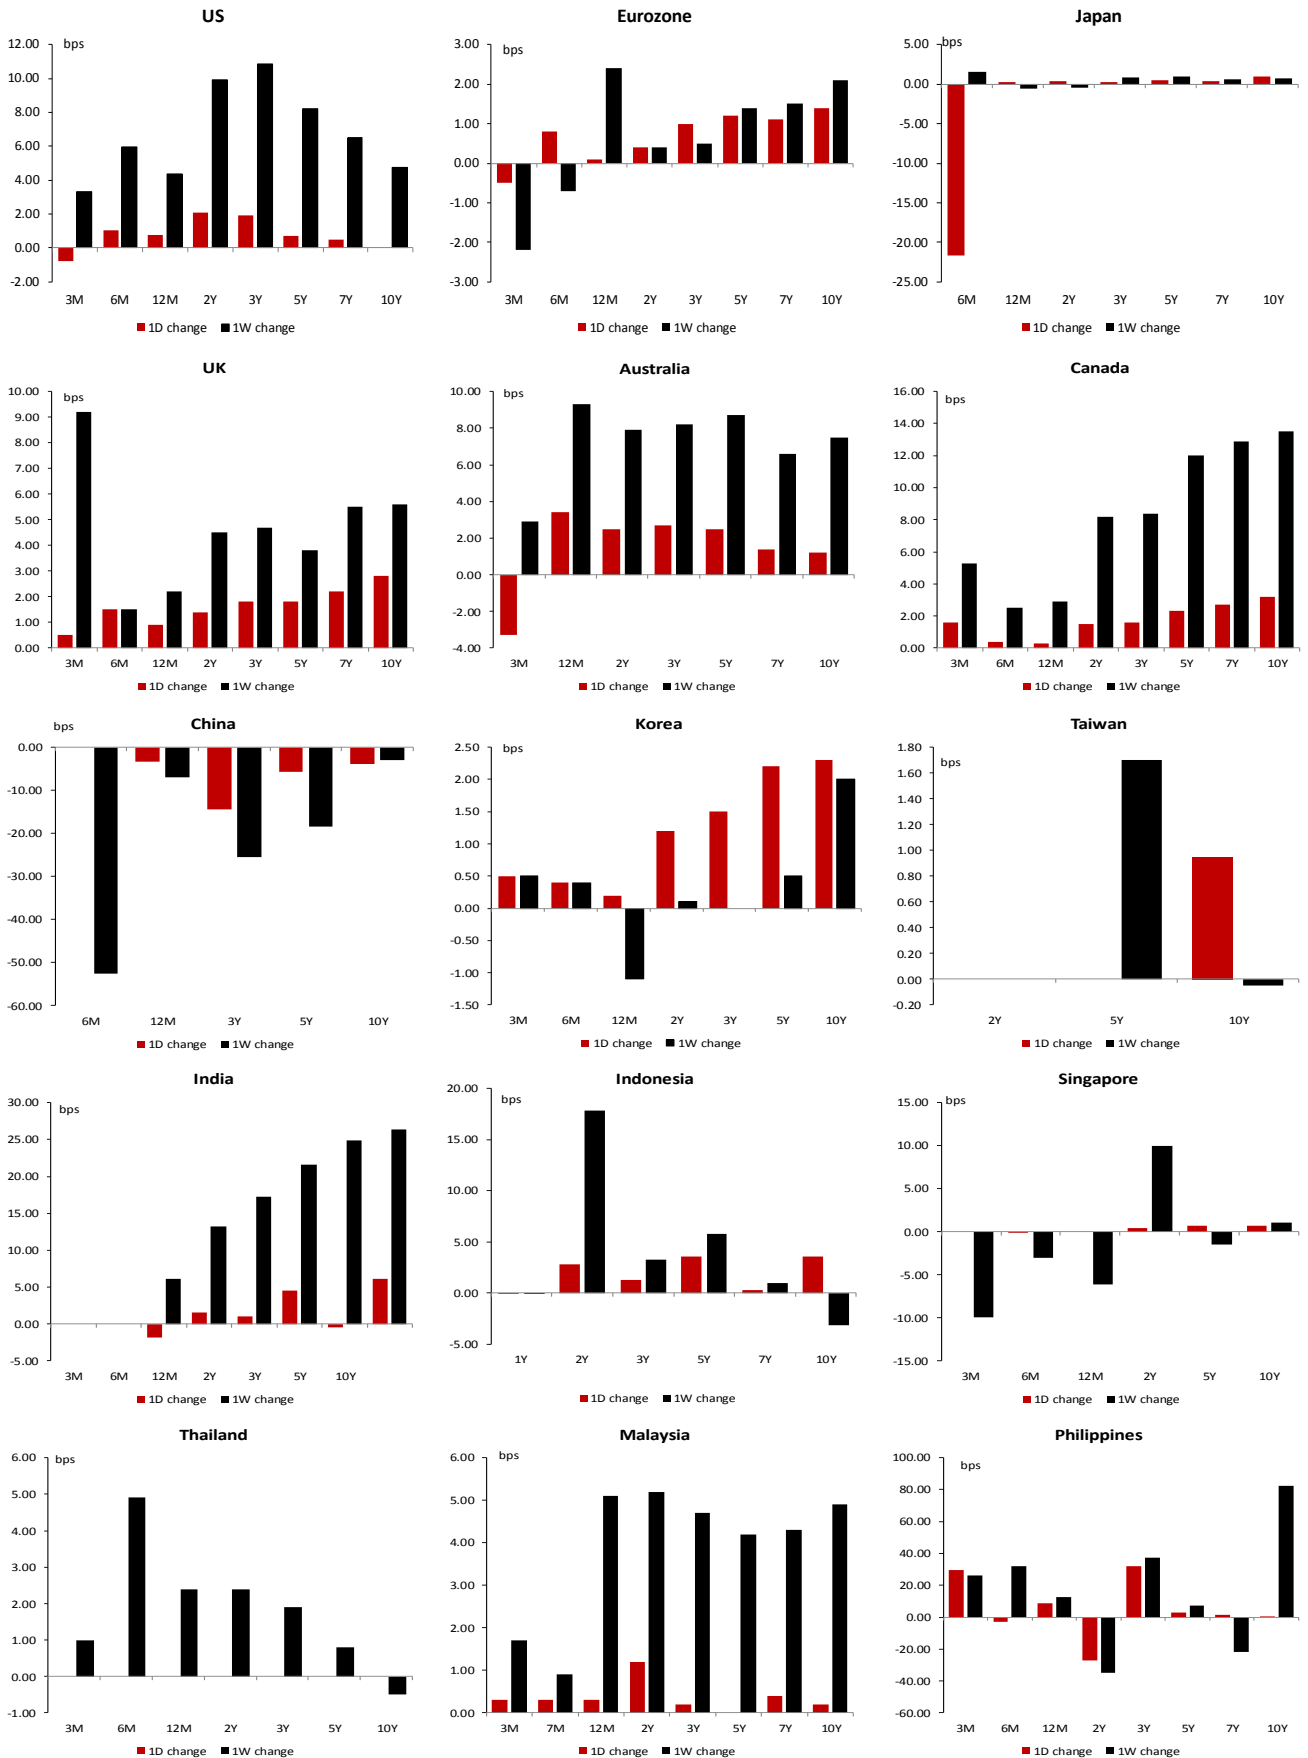 US
bps
12.00
10.00
8.00
6.00
4.00
2.00
0.00
-2.00
3M 6M 12M 2Y 3Y 5Y 7Y 10Y
1D change 1W change
Eurozone
bps
3.00
2.00
1.00
0.00
-1.00
-2.00
-3.00
3M 6M 12M 2Y 3Y 5Y 7Y 10Y
1D change 1W change
Japan
bps
5.00
0.00
-5.00
-10.00
-15.00
-20.00
-25.00
6M 12M 2Y 3Y 5Y 7Y 10Y
1D change 1W change
UK
bps
10.00
9.00
8.00
7.00
6.00
5.00
4.00
3.00
2.00
1.00
0.00
3M 6M 12M 2Y 3Y 5Y 7Y 10Y
1D change 1W change
Australia
bps
10.00
8.00
6.00
4.00
2.00
0.00
-2.00
-4.00
3M 12M 2Y 3Y 5Y 7Y 10Y
1D change 1W change
Canada
bps
16.00
14.00
12.00
10.00
8.00
6.00
4.00
2.00
0.00
3M 6M 12M 2Y 3Y 5Y 7Y 10Y
1D change 1W change
China
bps
0.00
-10.00
-20.00
-30.00
-40.00
-50.00
-60.00
6M 12M 3Y 5Y 10Y
1D change 1W change
Korea
bps
2.50
2.00
1.50
1.00
0.50
0.00
-0.50
-1.00
-1.50
3M 6M 12M 2Y 3Y 5Y 10Y
1D change 1W change
Taiwan
bps
1.80
1.60
1.40
1.20
1.00
0.80
0.60
0.40
0.20
0.00
-0.20
2Y 5Y 10Y
1D change 1W change
India
bps
30.00
25.00
20.00
15.00
10.00
5.00
0.00
-5.00
3M 6M 12M 2Y 3Y 5Y 10Y
1D change 1W change
Indonesia
bps
20.00
15.00
10.00
5.00
0.00
-5.00
1Y 2Y 3Y 5Y 7Y 10Y
1D change 1W change
Singapore
bps
15.00
10.00
5.00
0.00
-5.00
-10.00
-15.00
3M 6M 12M 2Y 5Y 10Y
1D change 1W change
Thailand
bps
6.00
5.00
4.00
3.00
2.00
1.00
0.00
-1.00
3M 6M 12M 2Y 3Y 5Y 10Y
1D change 1W change
Malaysia
bps
6.00
5.00
4.00
3.00
2.00
1.00
0.00
3M 7M 12M 2Y 3Y 5Y 7Y 10Y
1D change 1W change
Philippines
bps
100.00
80.00
60.00
40.00
20.00
0.00
-20.00
-40.00
-60.00
3M 6M 12M 2Y 3Y 5Y 7Y 10Y
1D change 1W change